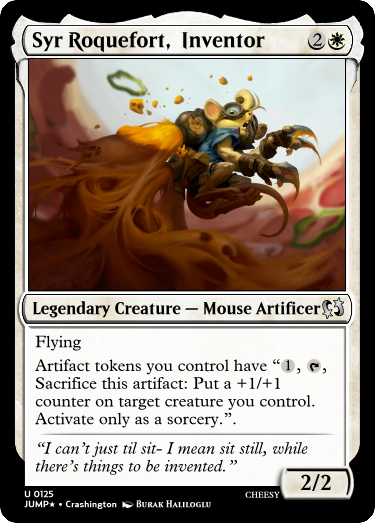 Syr Roquefort, Inventor 2
Legendary Creature — Mouse Artificer
Flying
Artifact tokens you control have “1, ,
Sacrifice this artifact: Put a +1/+1
counter on target creature you control.
Activate only as a sorcery.”.
“I can’t just til sit- I mean sit still, while
there’s things to be invented.”
2/2
U 0125
JUMP★ • Crashington Burak Haliloglu
CHEESY